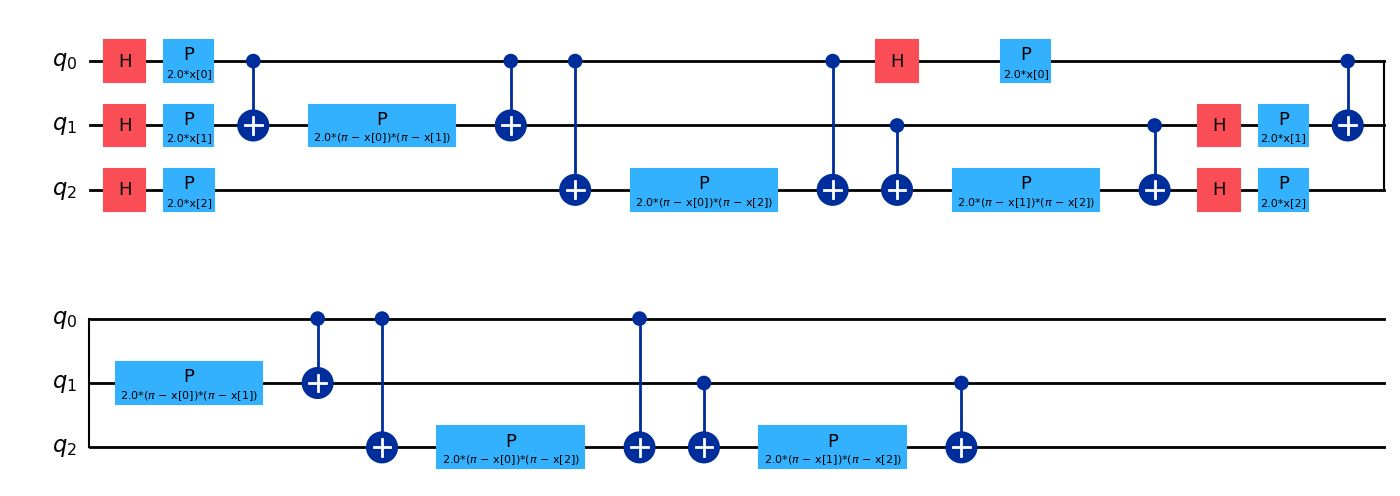 q0 H P H P
2.0*x[0] 2.0*x[0]
q1 H P P H P
2.0*x[1] 2.0*(π − x[0])*(π − x[1]) 2.0*x[1]
q2 H P P P H P
2.0*x[2] 2.0*(π − x[0])*(π − x[2]) 2.0*(π − x[1])*(π − x[2]) 2.0*x[2]
q0
q1 P
2.0*(π − x[0])*(π − x[1])
q2 P P
2.0*(π − x[0])*(π − x[2]) 2.0*(π − x[1])*(π − x[2])